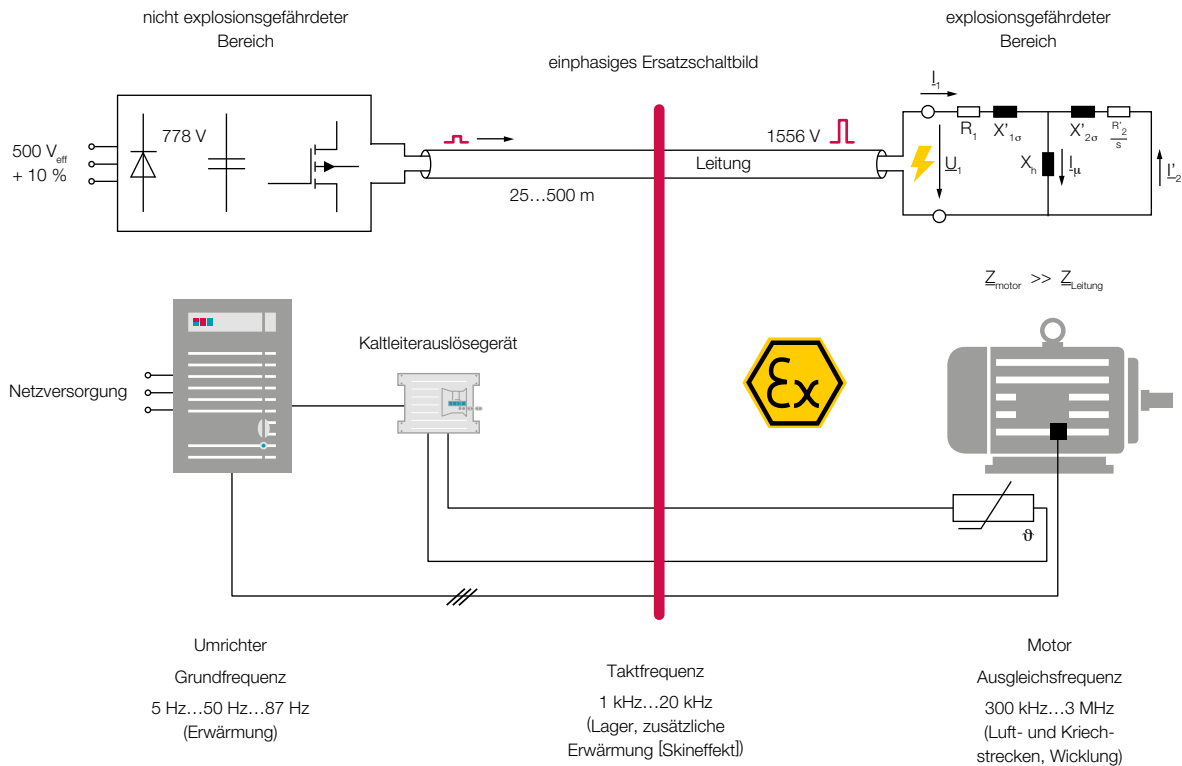 nicht explosionsgefährdeter
Bereich
explosionsgefährdeter
Bereich
einphasiges Ersatzschaltbild
500 V_eff
+ 10 %
778 V
25…500 m
Leitung
1556 V
I_1
R_1
X'_1σ
X'_2σ
R'_2
s
U_1
X_h
I_μ
I'_2
Z_motor >> Z_Leitung
Netzversorgung
Kaltleiterauslösegerät
Ex
ϑ
Umrichter
Grundfrequenz
5 Hz…50 Hz…87 Hz
(Erwärmung)
Taktfrequenz
1 kHz…20 kHz
(Lager, zusätzliche
Erwärmung [Skineffekt])
Motor
Ausgleichsfrequenz
300 kHz…3 MHz
(Luft- und Kriech-
strecken, Wicklung)